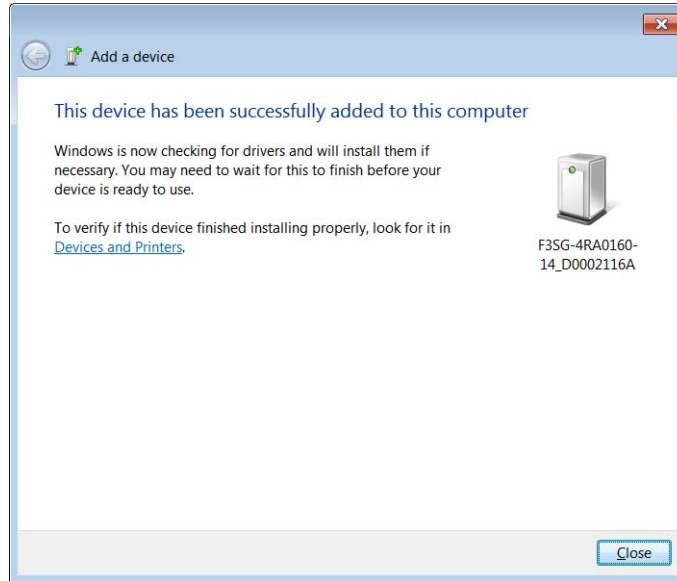 Add a device
This device has been successfully added to this computer
Windows is now checking for drivers and will install them if
necessary. You may need to wait for this to finish before your
device is ready to use.
To verify if this device finished installing properly, look for it in
Devices and Printers.
F3SG-4RA0160-
14_D0002116A
Close